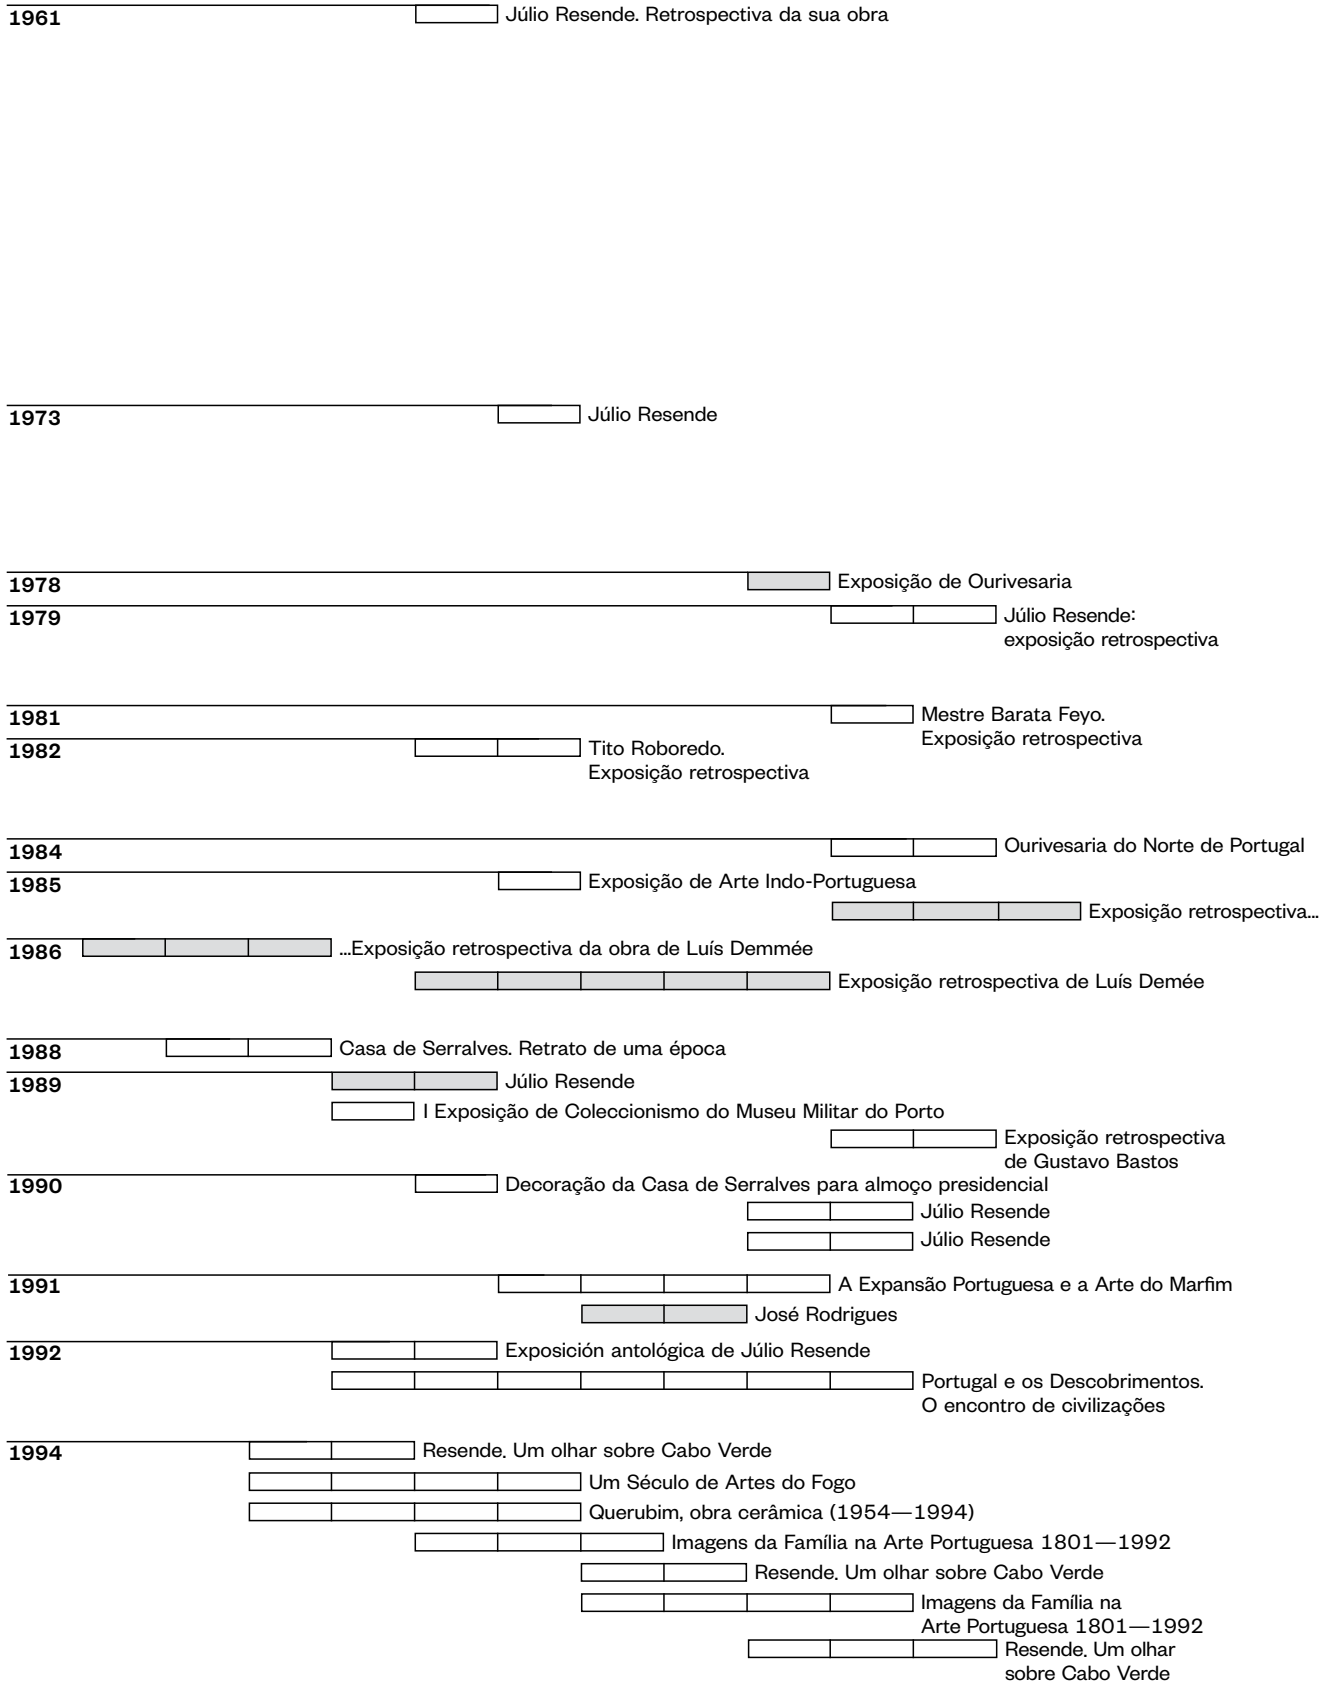 1961
Júlio Resende. Retrospectiva da sua obra
1973
Júlio Resende
1978
Exposição de Ourivesaria
1979
Júlio Resende:
exposição retrospectiva
1981
Mestre Barata Feyo.
Exposição retrospectiva
1982
Tito Roboredo.
Exposição retrospectiva
1984
Ourivesaria do Norte de Portugal
1985
Exposição de Arte Indo-Portuguesa
Exposição retrospectiva...
1986
...Exposição retrospectiva da obra de Luís Demmée
Exposição retrospectiva de Luís Demée
1988
Casa de Serralves. Retrato de uma época
1989
Júlio Resende
I Exposição de Coleccionismo do Museu Militar do Porto
Exposição retrospectiva
de Gustavo Bastos
1990
Decoração da Casa de Serralves para almoço presidencial
Júlio Resende
Júlio Resende
1991
A Expansão Portuguesa e a Arte do Marfim
José Rodrigues
1992
Exposición antológica de Júlio Resende
Portugal e os Descobrimentos.
O encontro de civilizações
1994
Resende. Um olhar sobre Cabo Verde
Um Século de Artes do Fogo
Querubim, obra cerâmica (1954—1994)
Imagens da Família na Arte Portuguesa 1801—1992
Resende. Um olhar sobre Cabo Verde
Imagens da Família na
Arte Portuguesa 1801—1992
Resende. Um olhar
sobre Cabo Verde